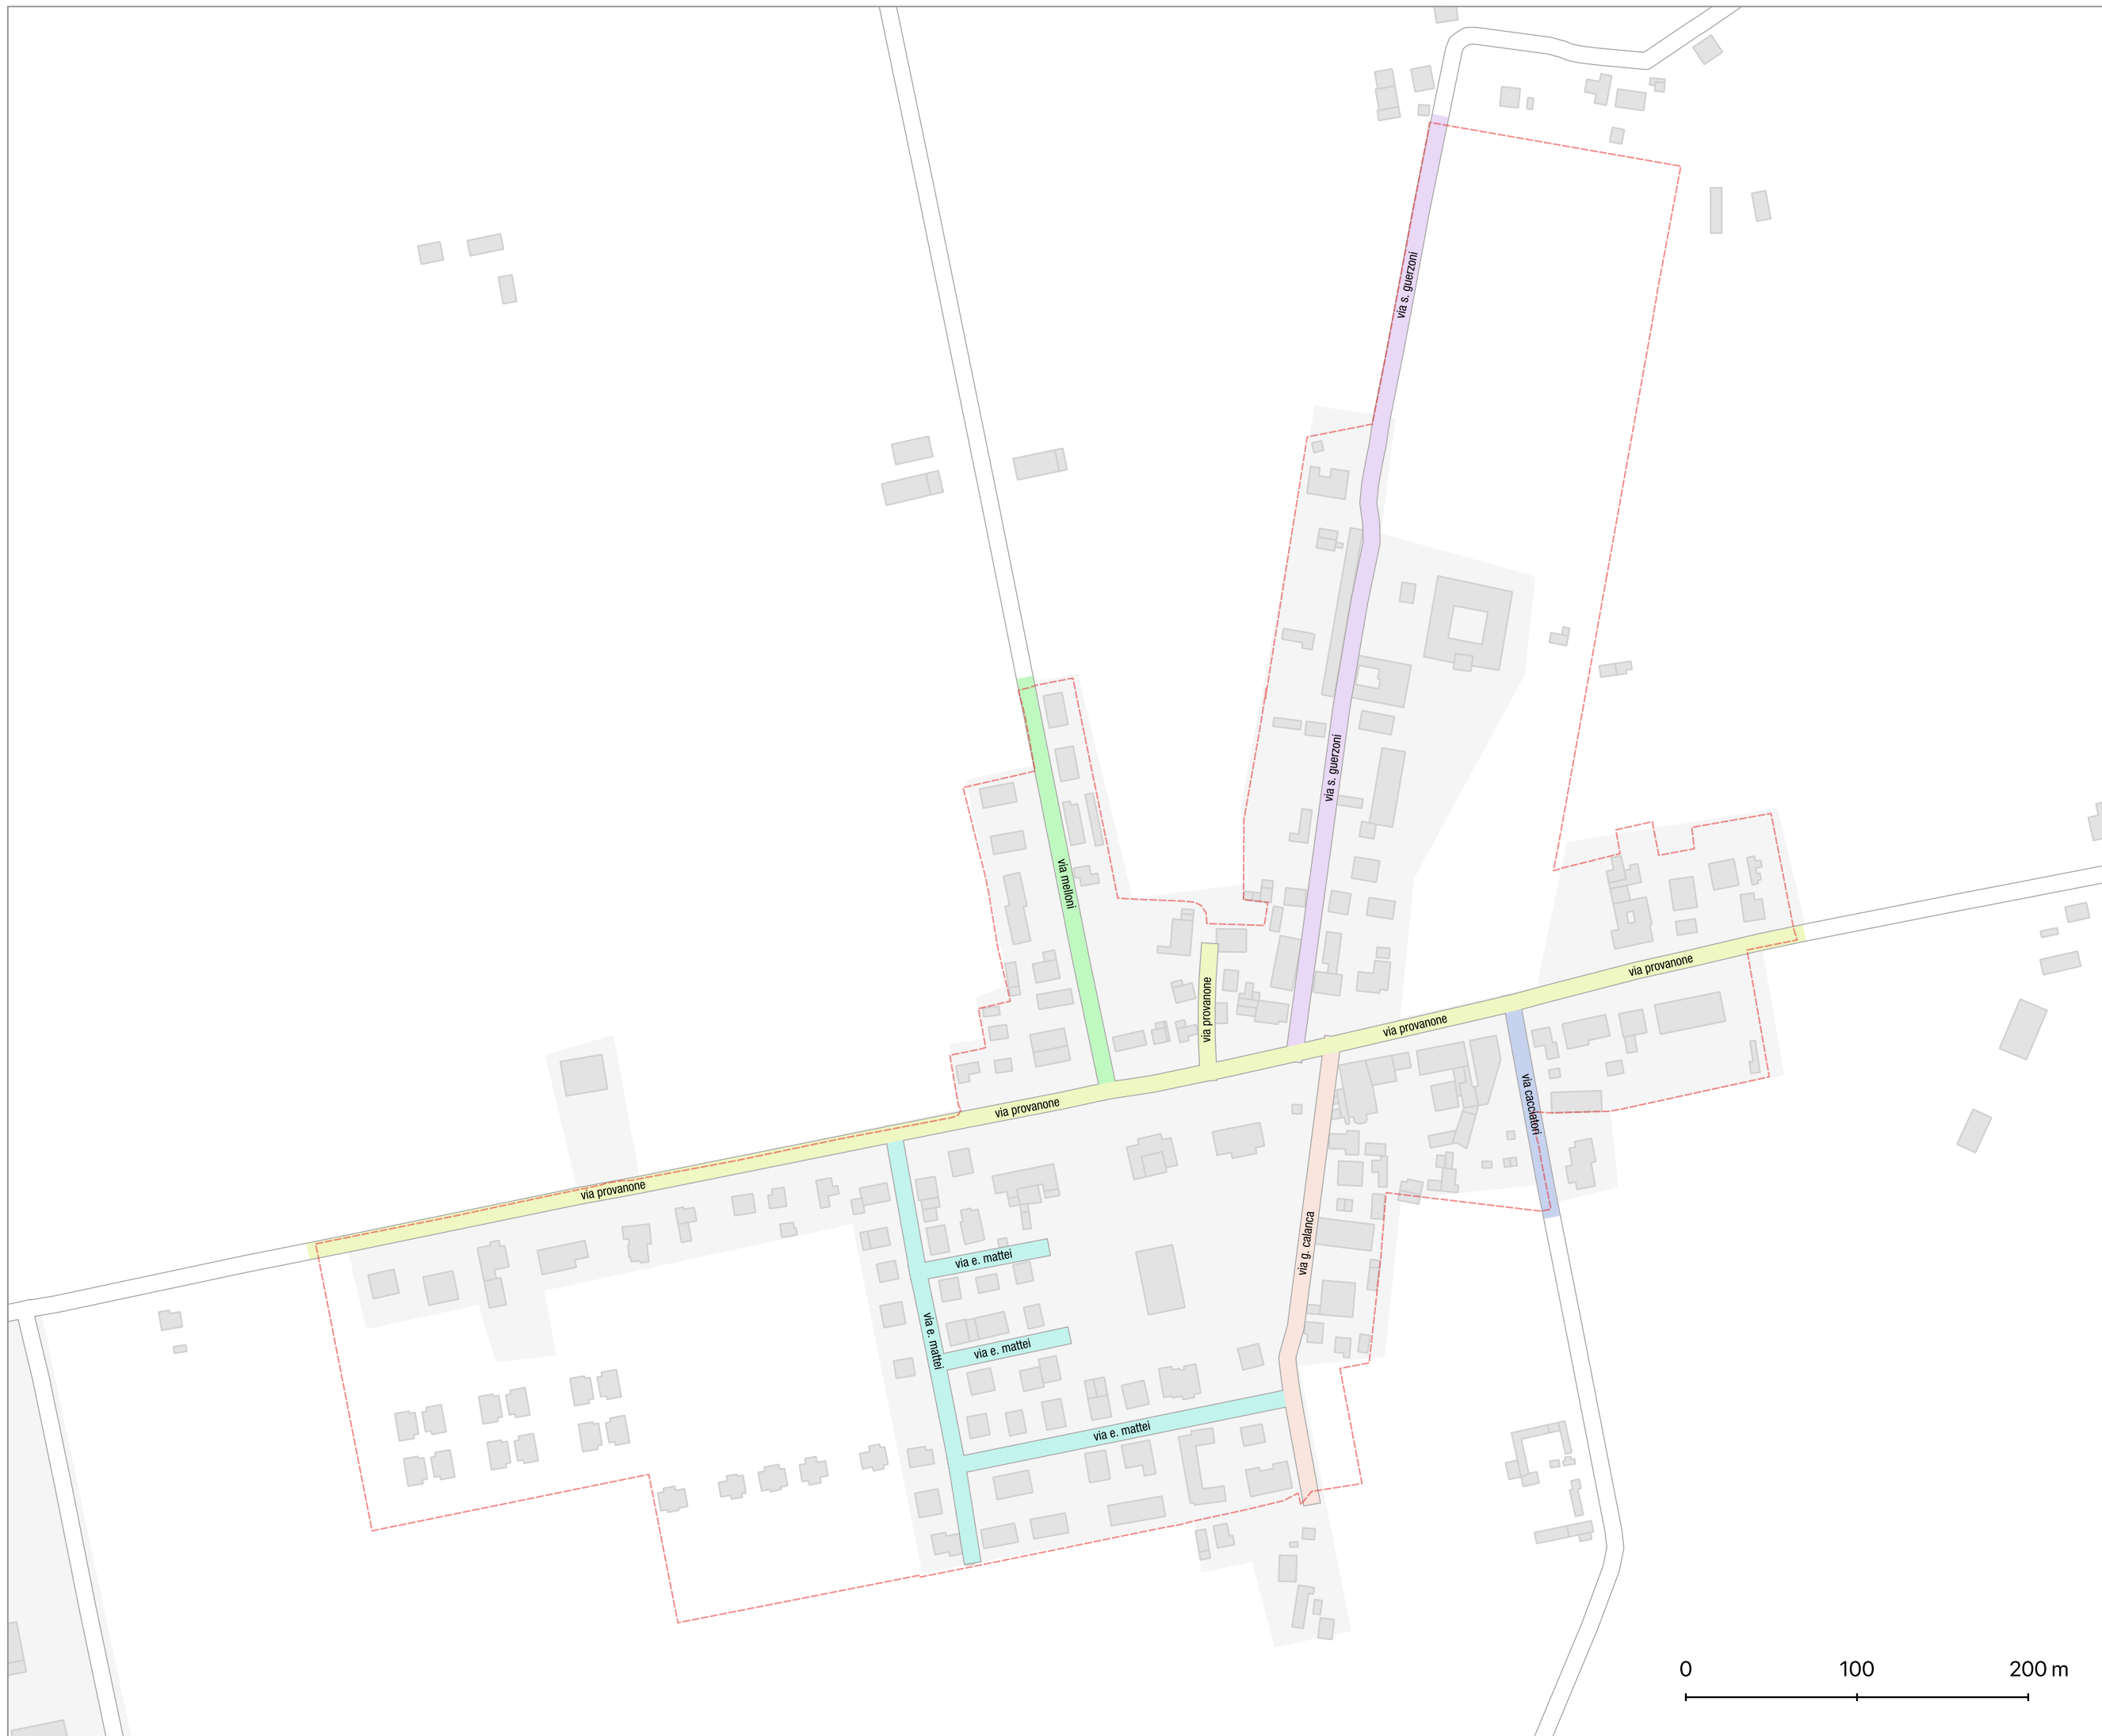 via s. guerzoni
via s. guerzoni
via melloni
via provanone
via provanone
via provanone
via provanone
via cacciatori
via provanone
via g. calanca
via e. mattei
via e. mattei
via e. mattei
via e. mattei
0 100 200 m